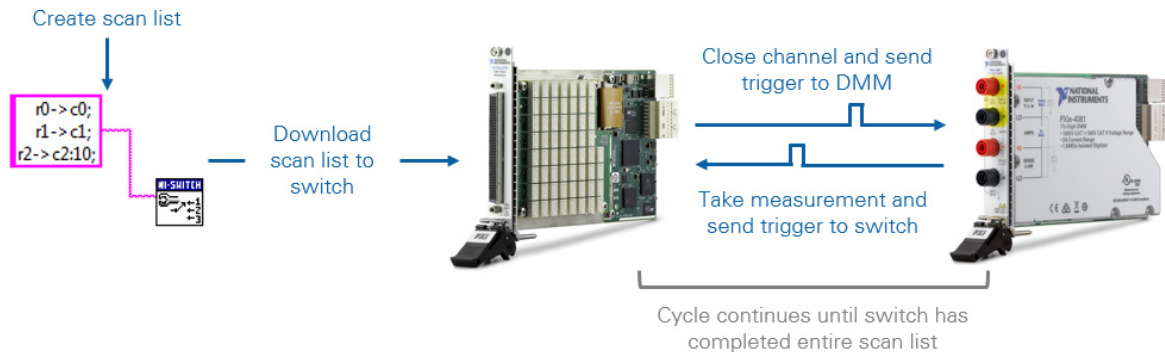 Create scan list
r0->c0;
r1->c1;
r2->c2:10;
NI-SWITCH
Download
scan list to
switch
Close channel and send
trigger to DMM
Take measurement and
send trigger to switch
NATIONAL
INSTRUMENTS
PXIe-4081
Cycle continues until switch has
completed entire scan list